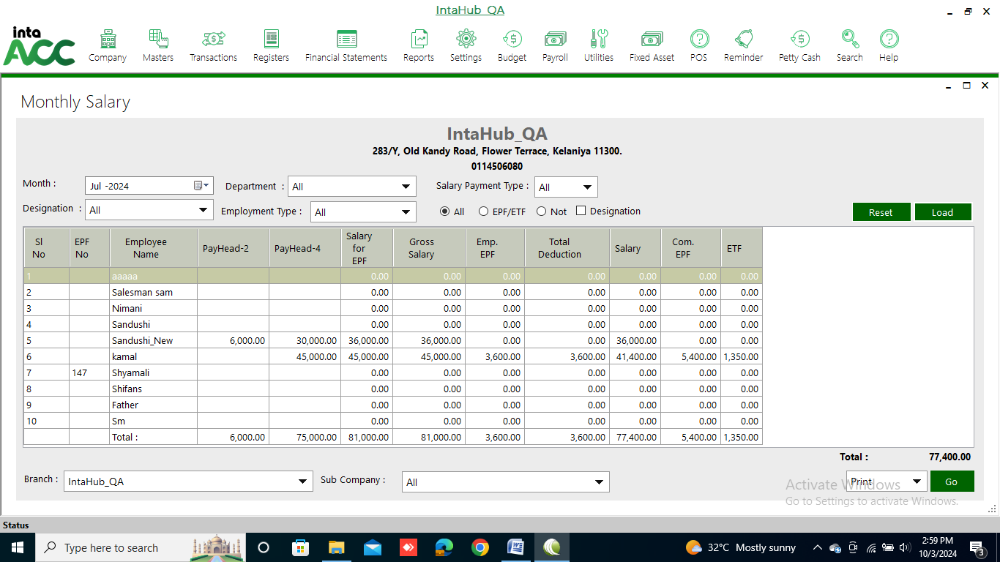 IntaHub_QA
inta
ACC
Company Masters Transactions Registers Financial Statements Reports Settings Budget Payroll Utilities Fixed Asset POS Reminder Petty Cash Search Help
Monthly Salary
IntaHub_QA
283/Y, Old Kandy Road, Flower Terrace, Kelaniya 11300.
0114506080
Month : Jul -2024 Department : All Salary Payment Type : All
Designation : All Employment Type : All All EPF/ETF Not Designation Reset Load
Sl No EPF No Employee Name PayHead-2 PayHead-4 Salary for EPF Gross Salary Emp. EPF Total Deduction Salary Com. EPF ETF
1 aaaaa 0.00 0.00 0.00 0.00 0.00 0.00 0.00
2 Salesman sam 0.00 0.00 0.00 0.00 0.00 0.00 0.00
3 Nimani 0.00 0.00 0.00 0.00 0.00 0.00 0.00
4 Sandushi 0.00 0.00 0.00 0.00 0.00 0.00 0.00
5 Sandushi_New 6,000.00 30,000.00 36,000.00 36,000.00 0.00 0.00 36,000.00 0.00 0.00
6 kamal 45,000.00 45,000.00 45,000.00 3,600.00 3,600.00 41,400.00 5,400.00 1,350.00
7 147 Shyamali 0.00 0.00 0.00 0.00 0.00 0.00 0.00
8 Shifans 0.00 0.00 0.00 0.00 0.00 0.00 0.00
9 Father 0.00 0.00 0.00 0.00 0.00 0.00 0.00
10 Sm 0.00 0.00 0.00 0.00 0.00 0.00 0.00
Total : 6,000.00 75,000.00 81,000.00 81,000.00 3,600.00 3,600.00 77,400.00 5,400.00 1,350.00
Total : 77,400.00
Branch : IntaHub_QA Sub Company : All Print Go
Activate Windows
Go to Settings to activate Windows.
Status
Type here to search 32°C Mostly sunny 2:59 PM
10/3/2024 3